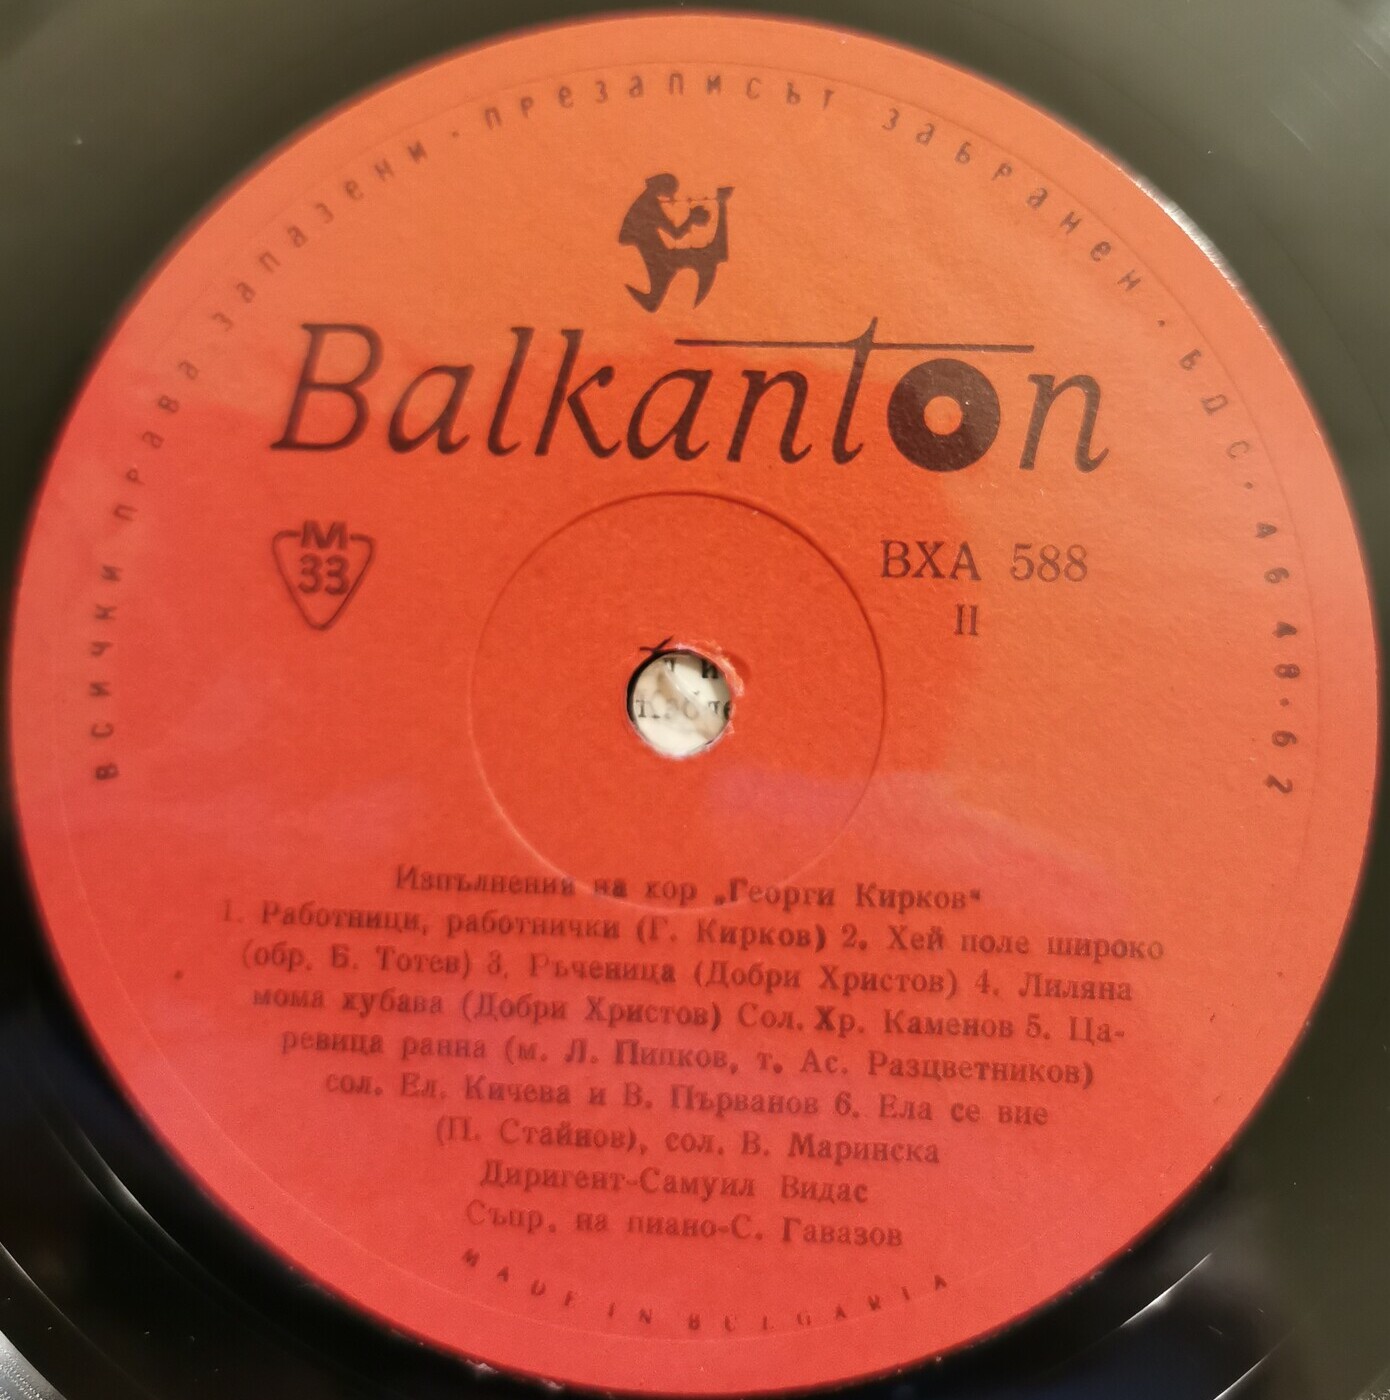 ВСИЧКИ ПРАВА ЗАПАЗЕНИ · ПРЕЗАПИСЪТ ЗАБРАНЕН · БДС · 648-62
Balkanton
М
33
ВХА 588
II
Изпълнения на хор „Георги Кирков“
1. Работници, работнички (Г. Кирков) 2. Хей поле широко
(обр. Б. Тотев) 3. Ръченица (Добри Христов) 4. Лиляна
мома хубава (Добри Христов) Сол. Хр. Каменов 5. Ца-
ревица ранна (м. Л. Пипков, т. Ас. Разцветников)
сол. Ел. Кичева и В. Първанов 6. Ела се вие
(П. Стайнов), сол. В. Маринска
Диригент-Самуил Видас
Съпр. на пиано-С. Гавазов
MADE IN BULGARIA